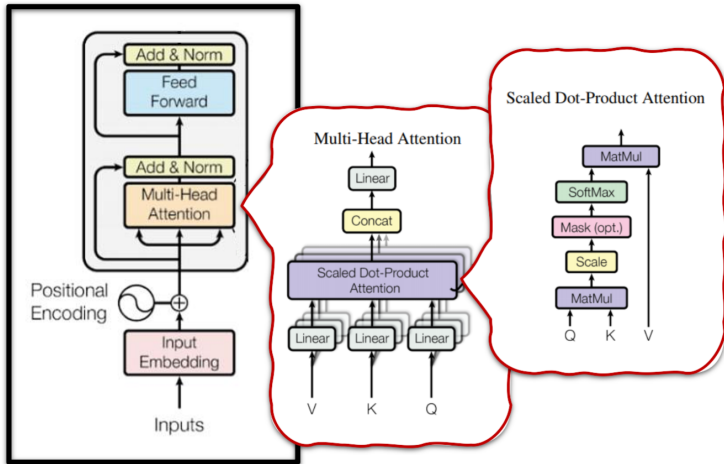 Add & Norm
Feed
Forward
Add & Norm
Multi-Head
Attention
Positional
Encoding
Input
Embedding
Inputs
Multi-Head Attention
Linear
Concat
Scaled Dot-Product
Attention
Linear Linear Linear
V K Q
Scaled Dot-Product Attention
MatMul
SoftMax
Mask (opt.)
Scale
MatMul
Q K V